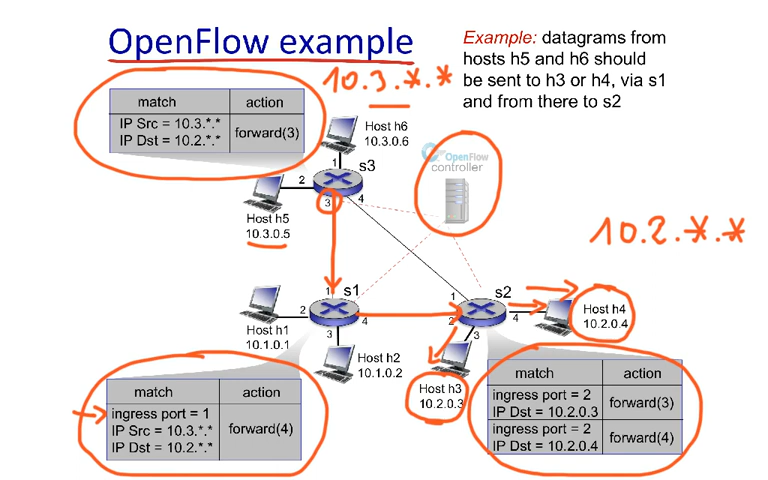 OpenFlow example
Example: datagrams from
hosts h5 and h6 should
be sent to h3 or h4, via s1
and from there to s2
10.3.*.*
match action
IP Src = 10.3.*.*
IP Dst = 10.2.*.*
forward(3)
Host h6
10.3.0.6
OpenFlow
controller
1
s3
2
3
4
Host h5
10.3.0.5
10.2.*.*
1
s1
2
3
4
Host h1
10.1.0.1
Host h2
10.1.0.2
1
s2
2
3
4
Host h4
10.2.0.4
Host h3
10.2.0.3
match action
ingress port = 1
IP Src = 10.3.*.*
IP Dst = 10.2.*.*
forward(4)
match action
ingress port = 2
IP Dst = 10.2.0.3
forward(3)
ingress port = 2
IP Dst = 10.2.0.4
forward(4)